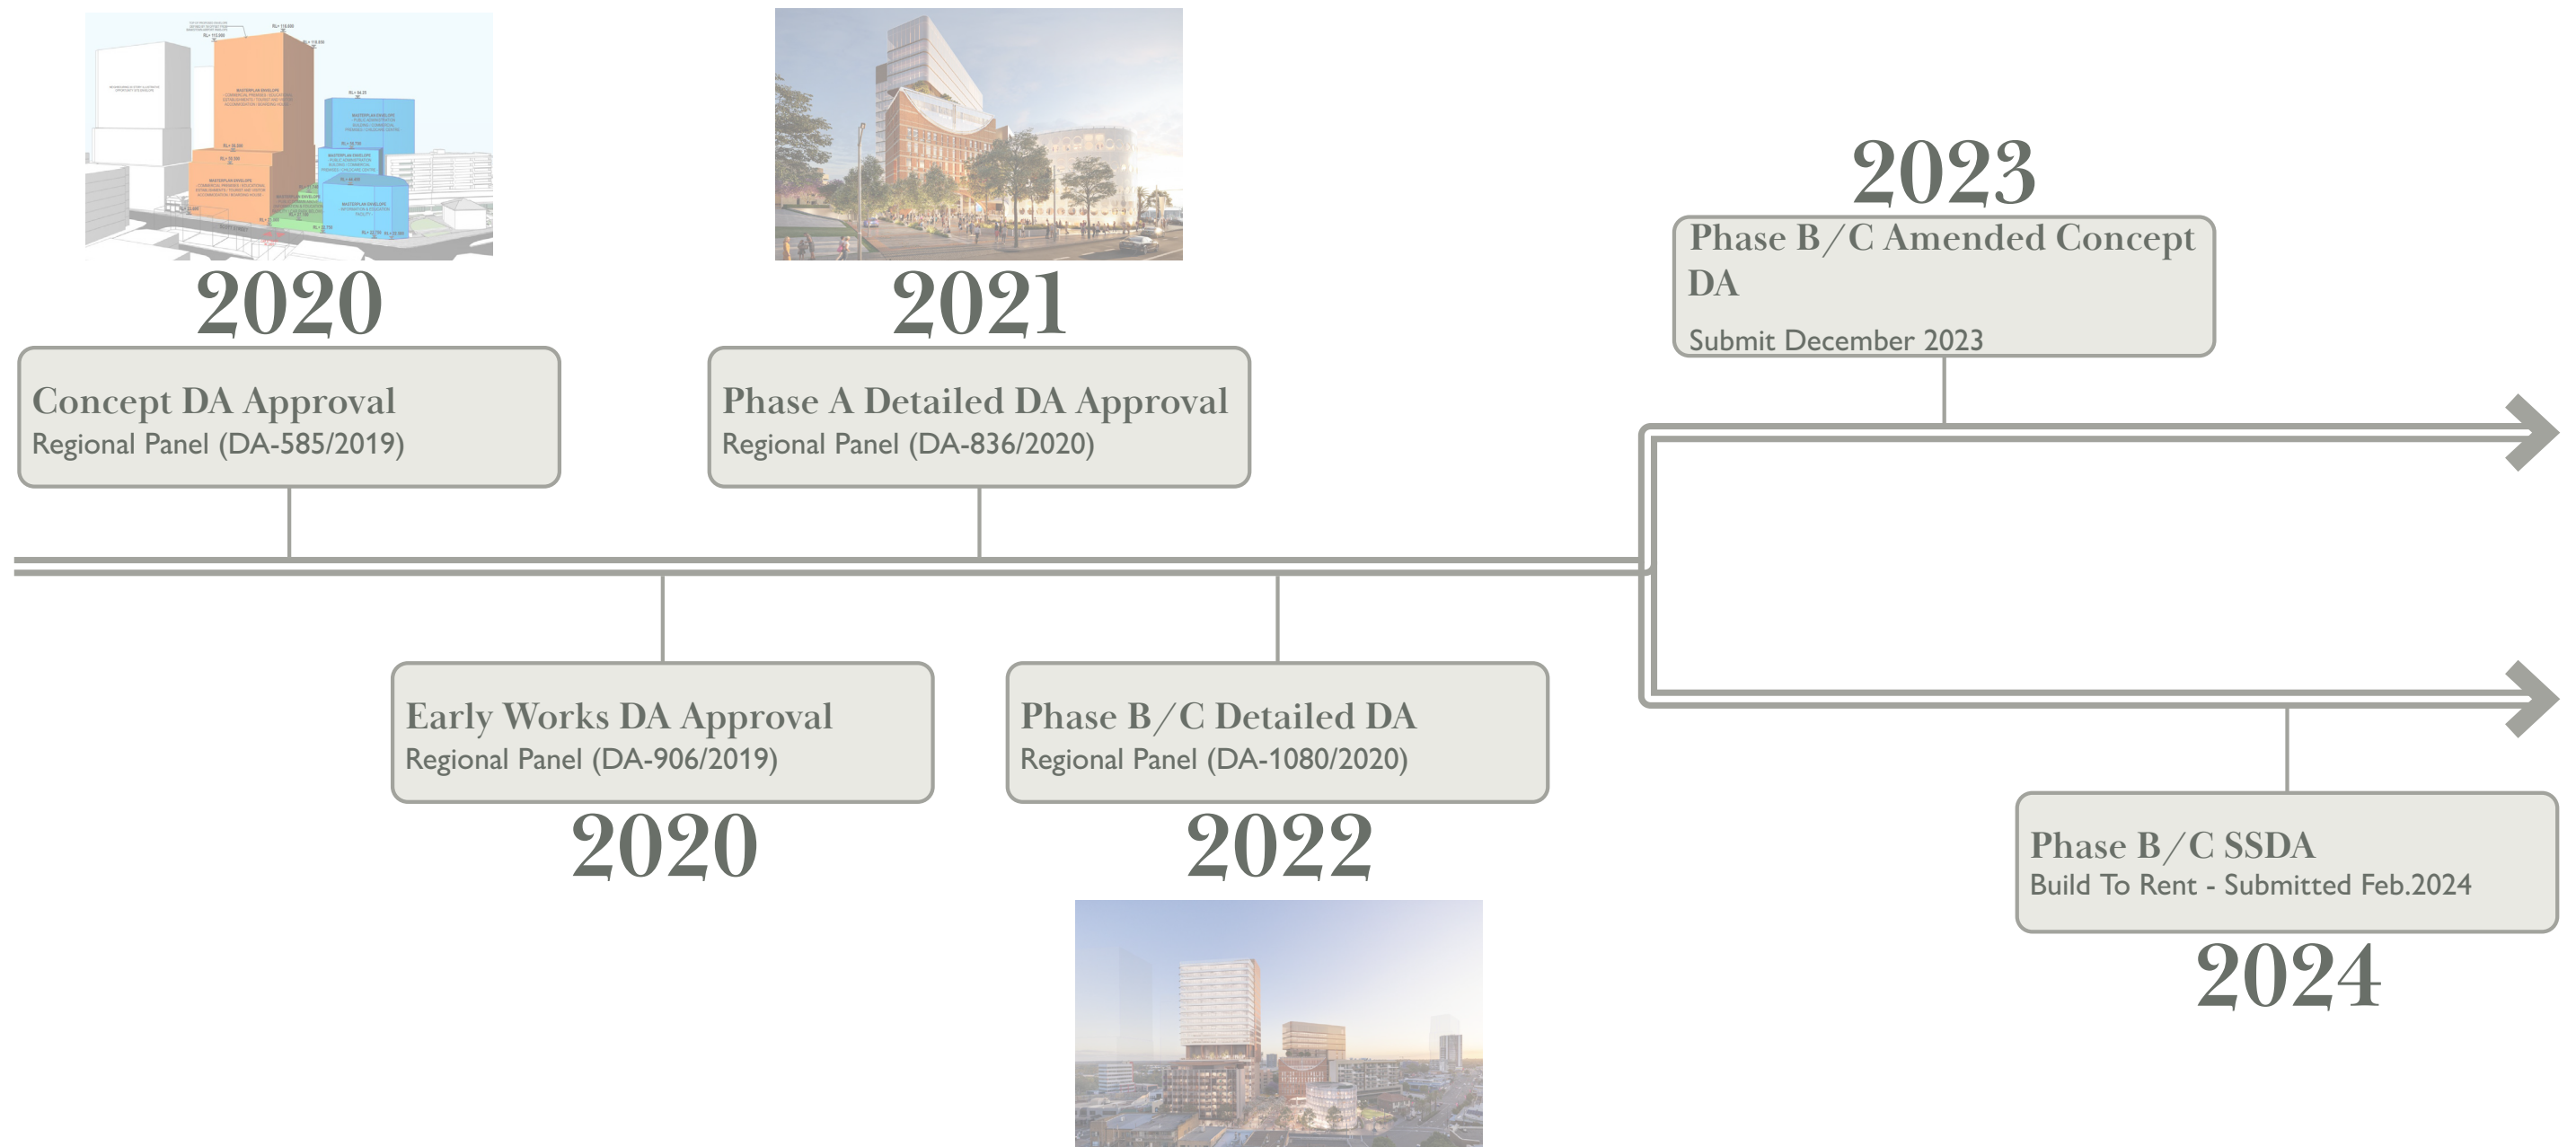 2020
Concept DA Approval
Regional Panel (DA-585/2019)
Early Works DA Approval
Regional Panel (DA-906/2019)
2020
2021
Phase A Detailed DA Approval
Regional Panel (DA-836/2020)
Phase B/C Detailed DA
Regional Panel (DA-1080/2020)
2022
2023
Phase B/C Amended Concept
DA
Submit December 2023
Phase B/C SSDA
Build To Rent - Submitted Feb.2024
2024